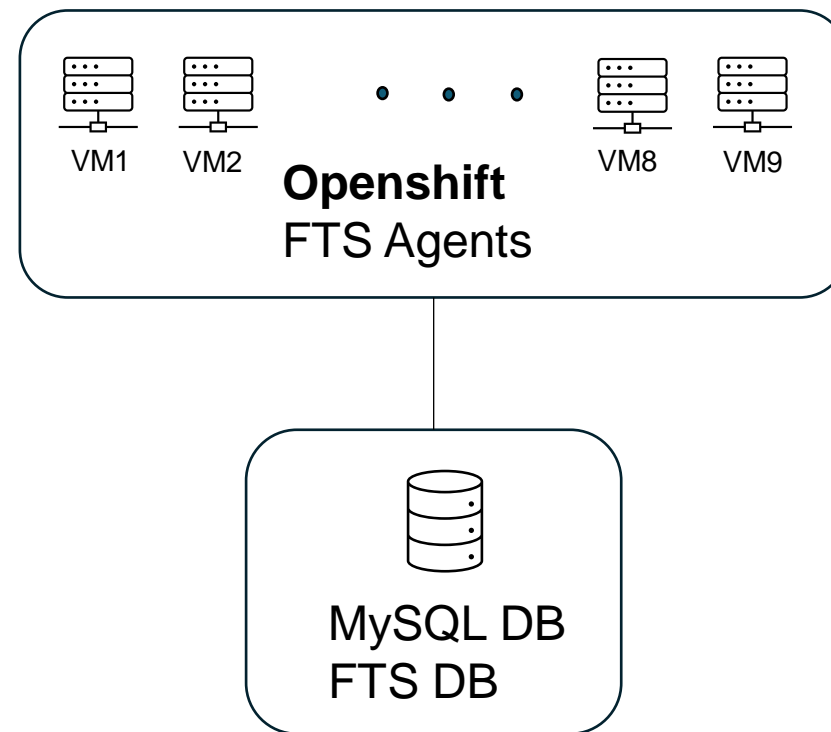 VM1
VM2
VM8
VM9
Openshift
FTS Agents
MySQL DB
FTS DB